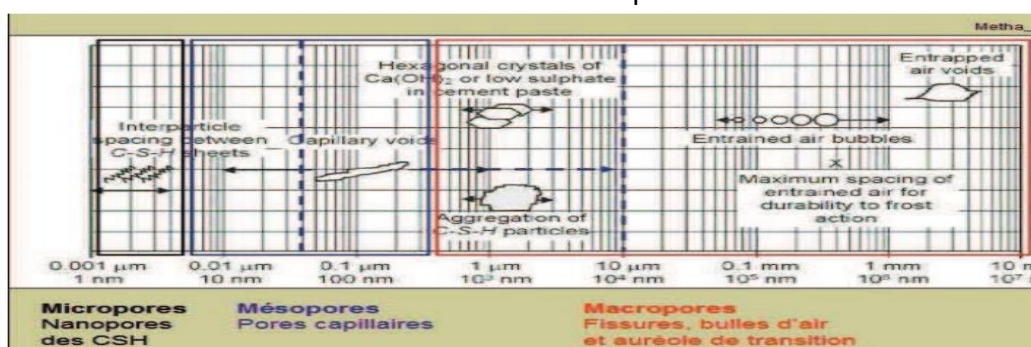 Metha_
Hexagonal crystals of
Ca(OH)₂ or low sulphate
in cement paste
Entrapped
air voids
Interparticle
spacing between
C-S-H sheets
Capillary voids
Entrained air bubbles
Aggregation of
C-S-H particles
x
Maximum spacing of
entrained air for
durability to frost
action
0.001 µm 0.01 µm 0.1 µm 1 µm 10 µm 0.1 mm 1 mm 10 m
1 nm 10 nm 100 nm 10³ nm 10⁴ nm 10⁵ nm 10⁶ nm 10⁷ n
Micropores Mésopores Macropores
Nanopores Pores capillaires Fissures, bulles d'air
des CSH et auréole de transition